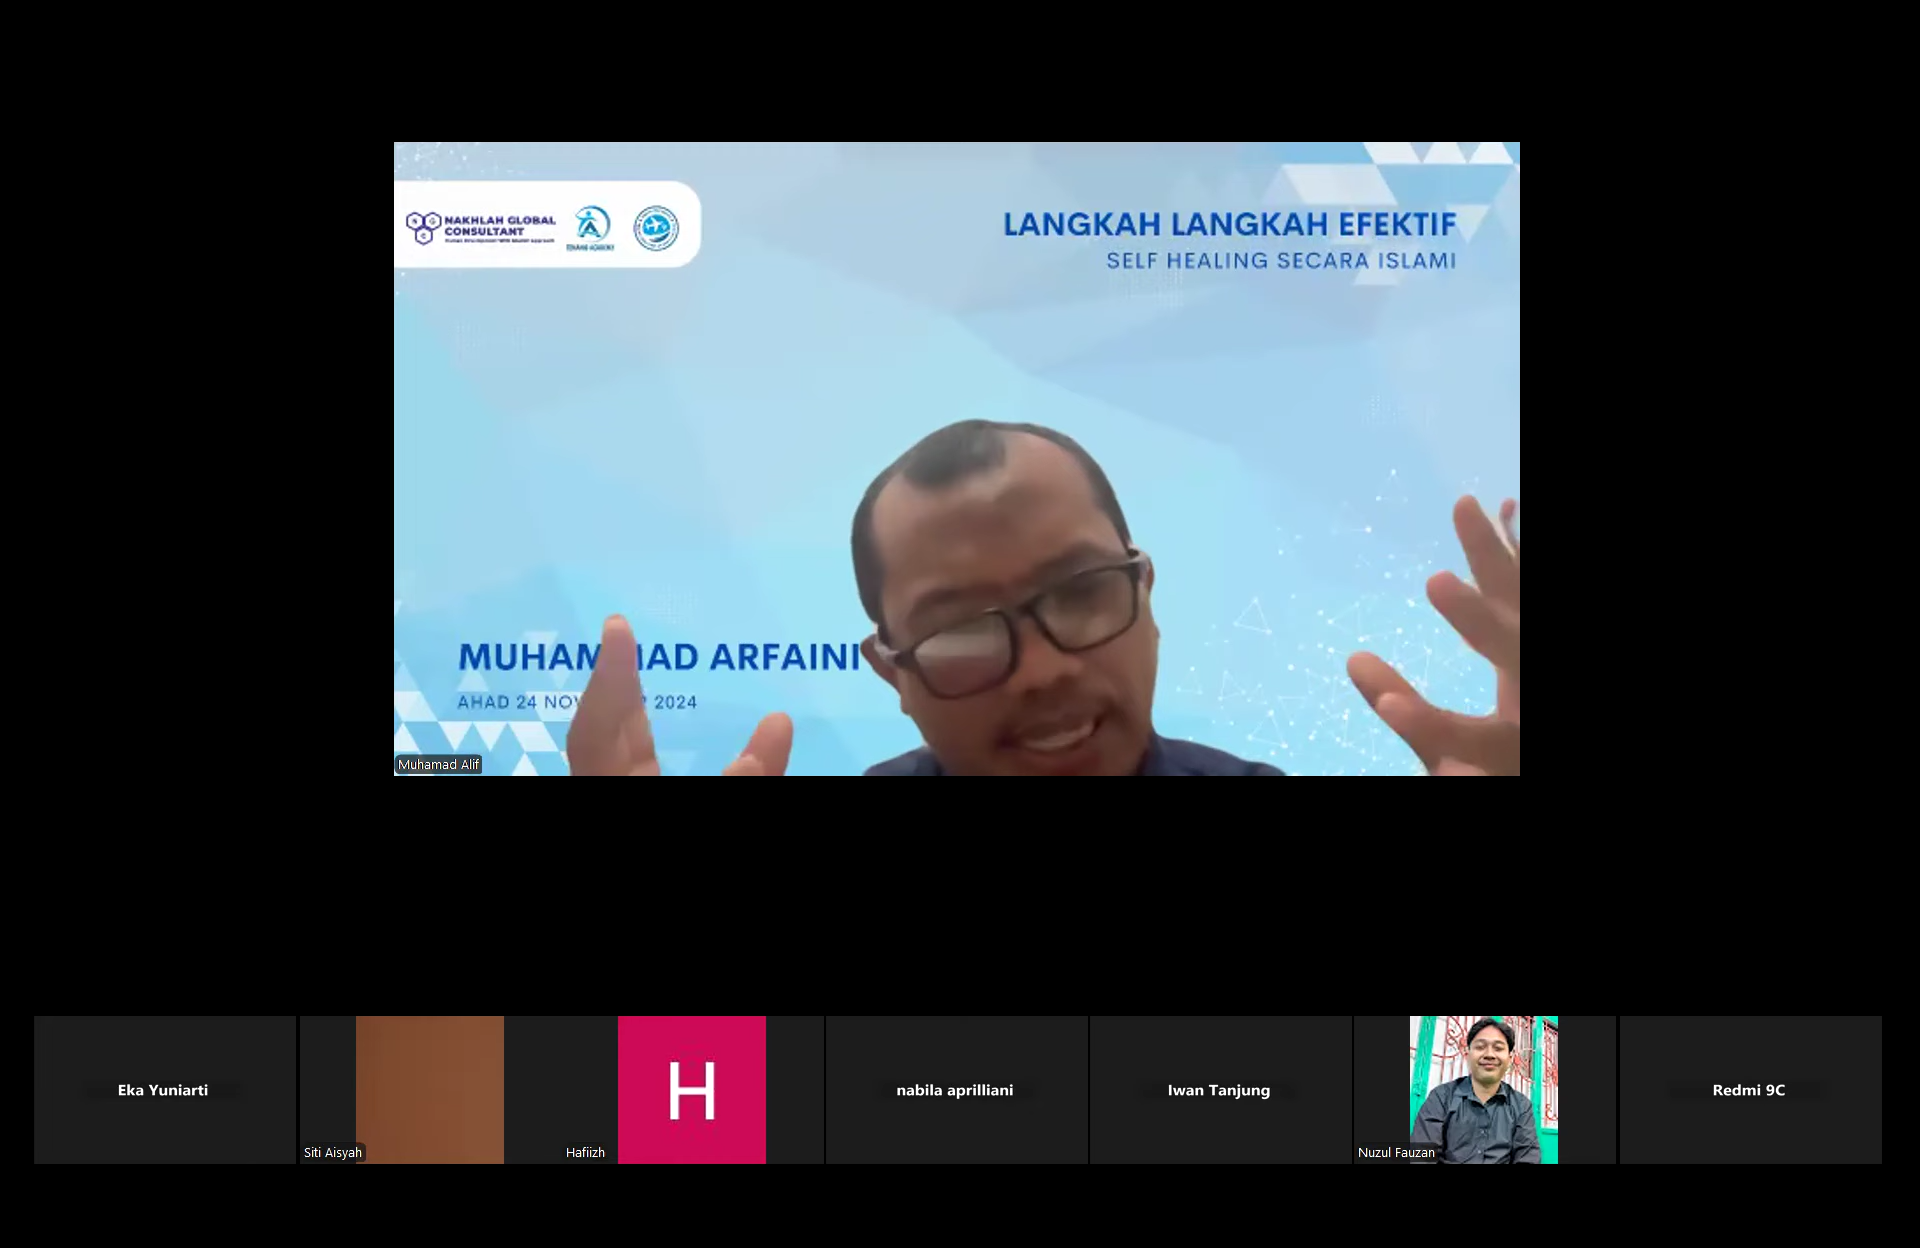 NAKHLAH GLOBAL
CONSULTANT
LANGKAH LANGKAH EFEKTIF
SELF HEALING SECARA ISLAMI
MUHAM AD ARFAINI
AHAD 24 NOV 2024
Muhamad Alif
Eka Yuniarti
Siti Aisyah
Hafiizh
H
nabila aprilliani
Iwan Tanjung
Nuzul Fauzan
Redmi 9C